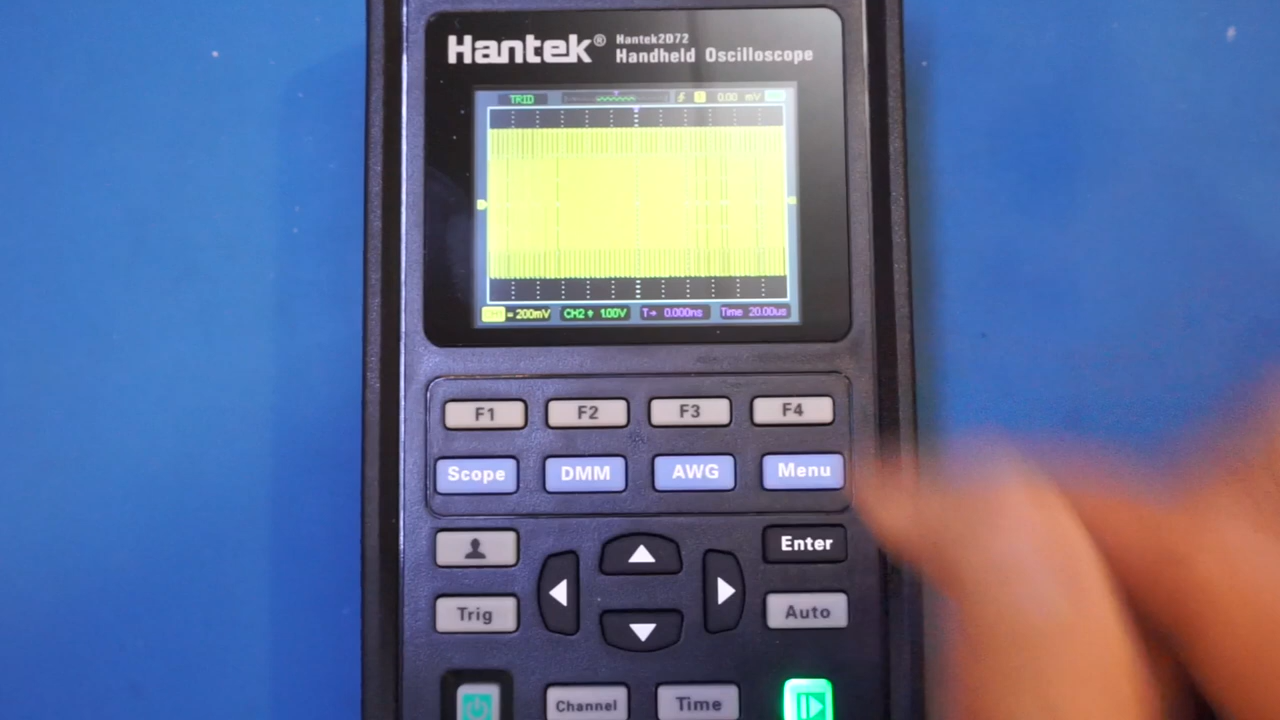 Hantek® Hantek2D72
Handheld Oscilloscope
TRID 0.00 mV
= 200mV CH2 1.00V T→ 0.000ns Time 20.00us
F1 F2 F3 F4
Scope DMM AWG Menu
Enter
Trig Auto
Channel Time